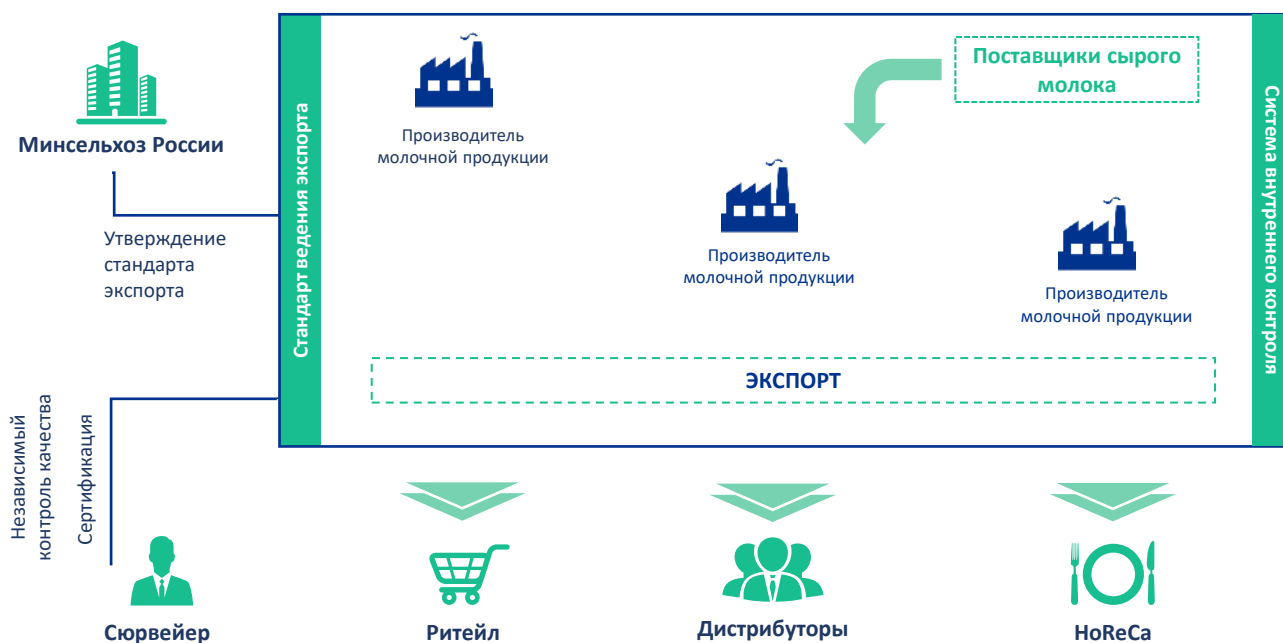 Минсельхоз России
Утверждение
стандарта
экспорта
Независимый
контроль качества
Сертификация
Сюрвейер
Стандарт ведения экспорта
Производитель
молочной продукции
Поставщики сырого
молока
Производитель
молочной продукции
Производитель
молочной продукции
Система внутреннего контроля
ЭКСПОРТ
Ритейл
Дистрибуторы
HoReCa